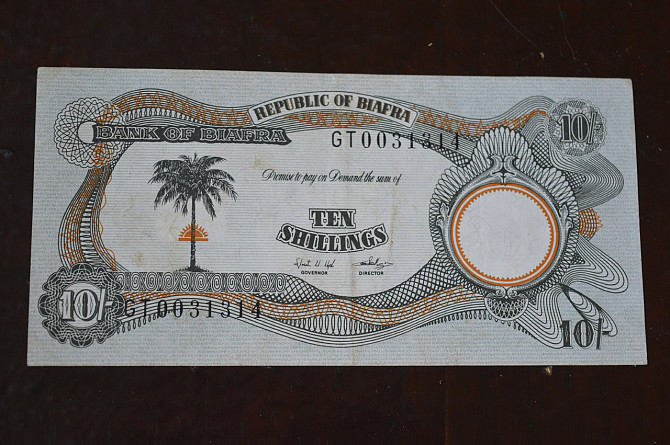 REPUBLIC OF BIAFRA
BANK OF BIAFRA
GT0031314
10/-
Promise to pay on Demand the sum of
TEN
SHILLINGS
GOVERNOR
DIRECTOR
10/-
GT0031314
10/-